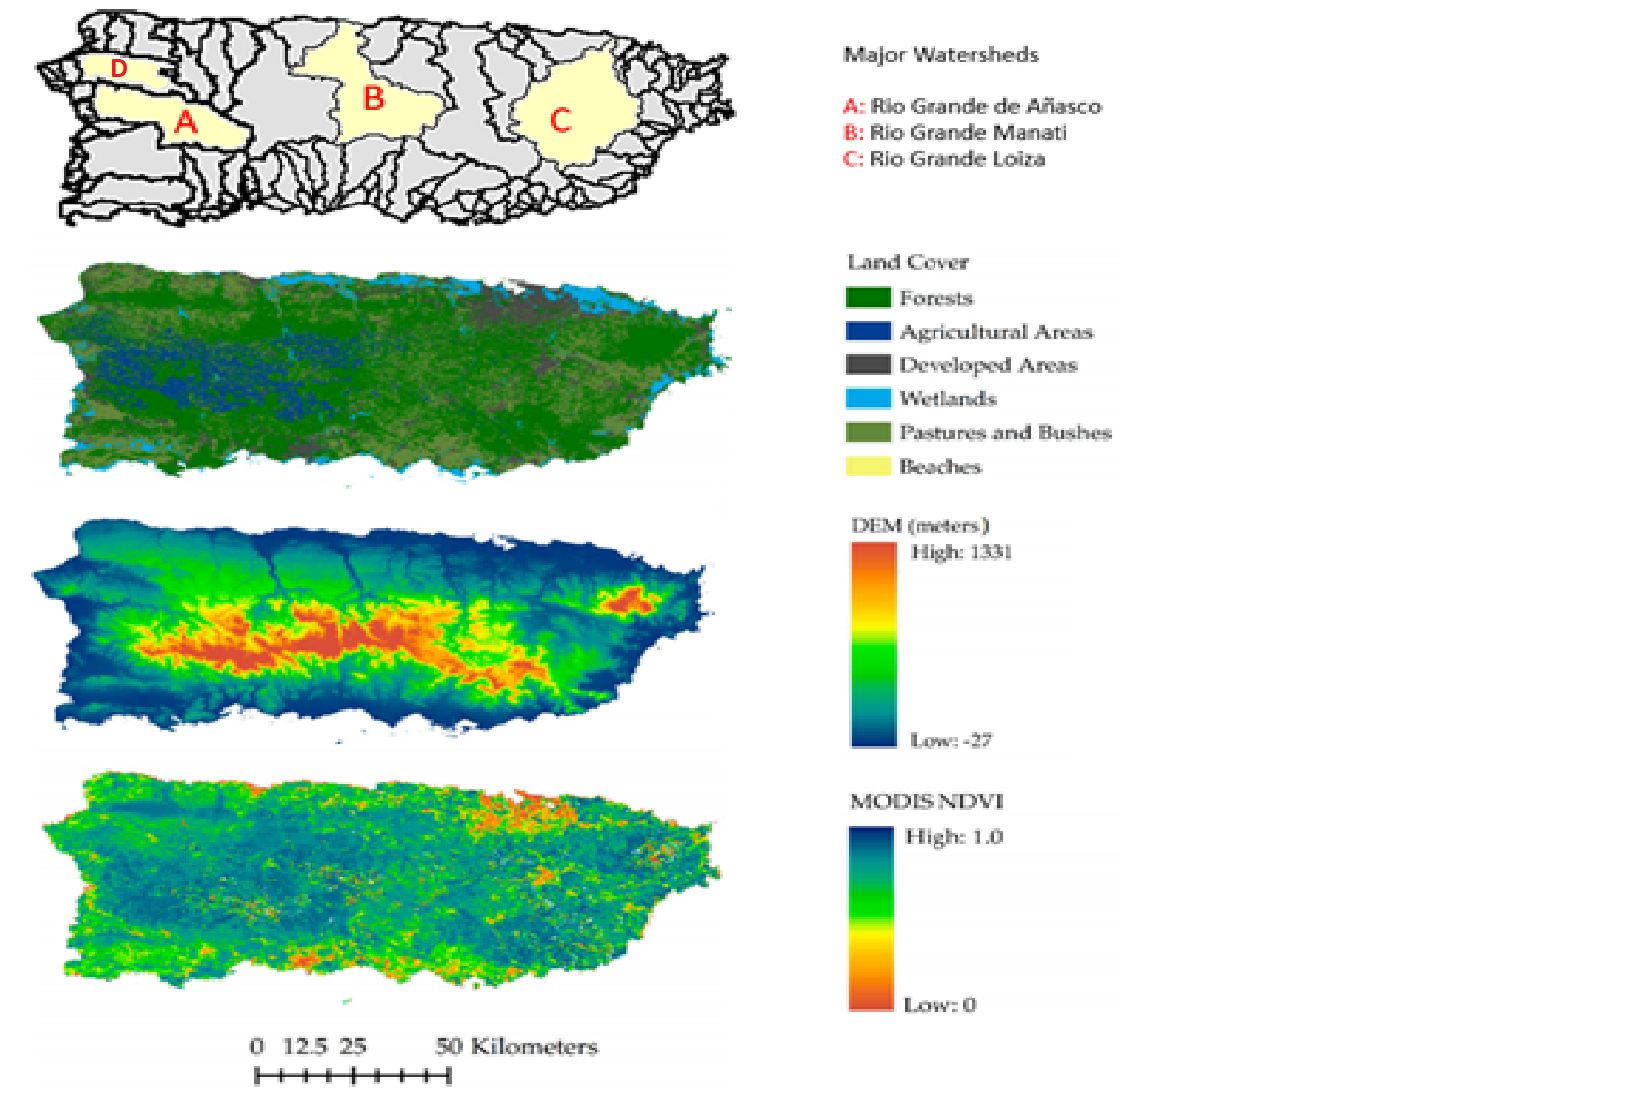 D
A
B
C
Major Watersheds
A: Rio Grande de Añasco
B: Rio Grande Manati
C: Rio Grande Loiza
Land Cover
Forests
Agricultural Areas
Developed Areas
Wetlands
Pastures and Bushes
Beaches
DEM (meters)
High: 1331
Low: -27
MODIS NDVI
High: 1.0
Low: 0
0 12.5 25 50 Kilometers